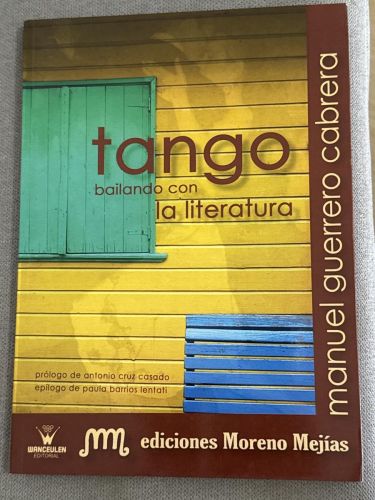 tango
bailando con
la literatura
manuel guerrero cabrera
prólogo de antonio cruz casado
epílogo de paula barrios lentati
WANCEULEN
EDITORIAL
mm
ediciones Moreno Mejías